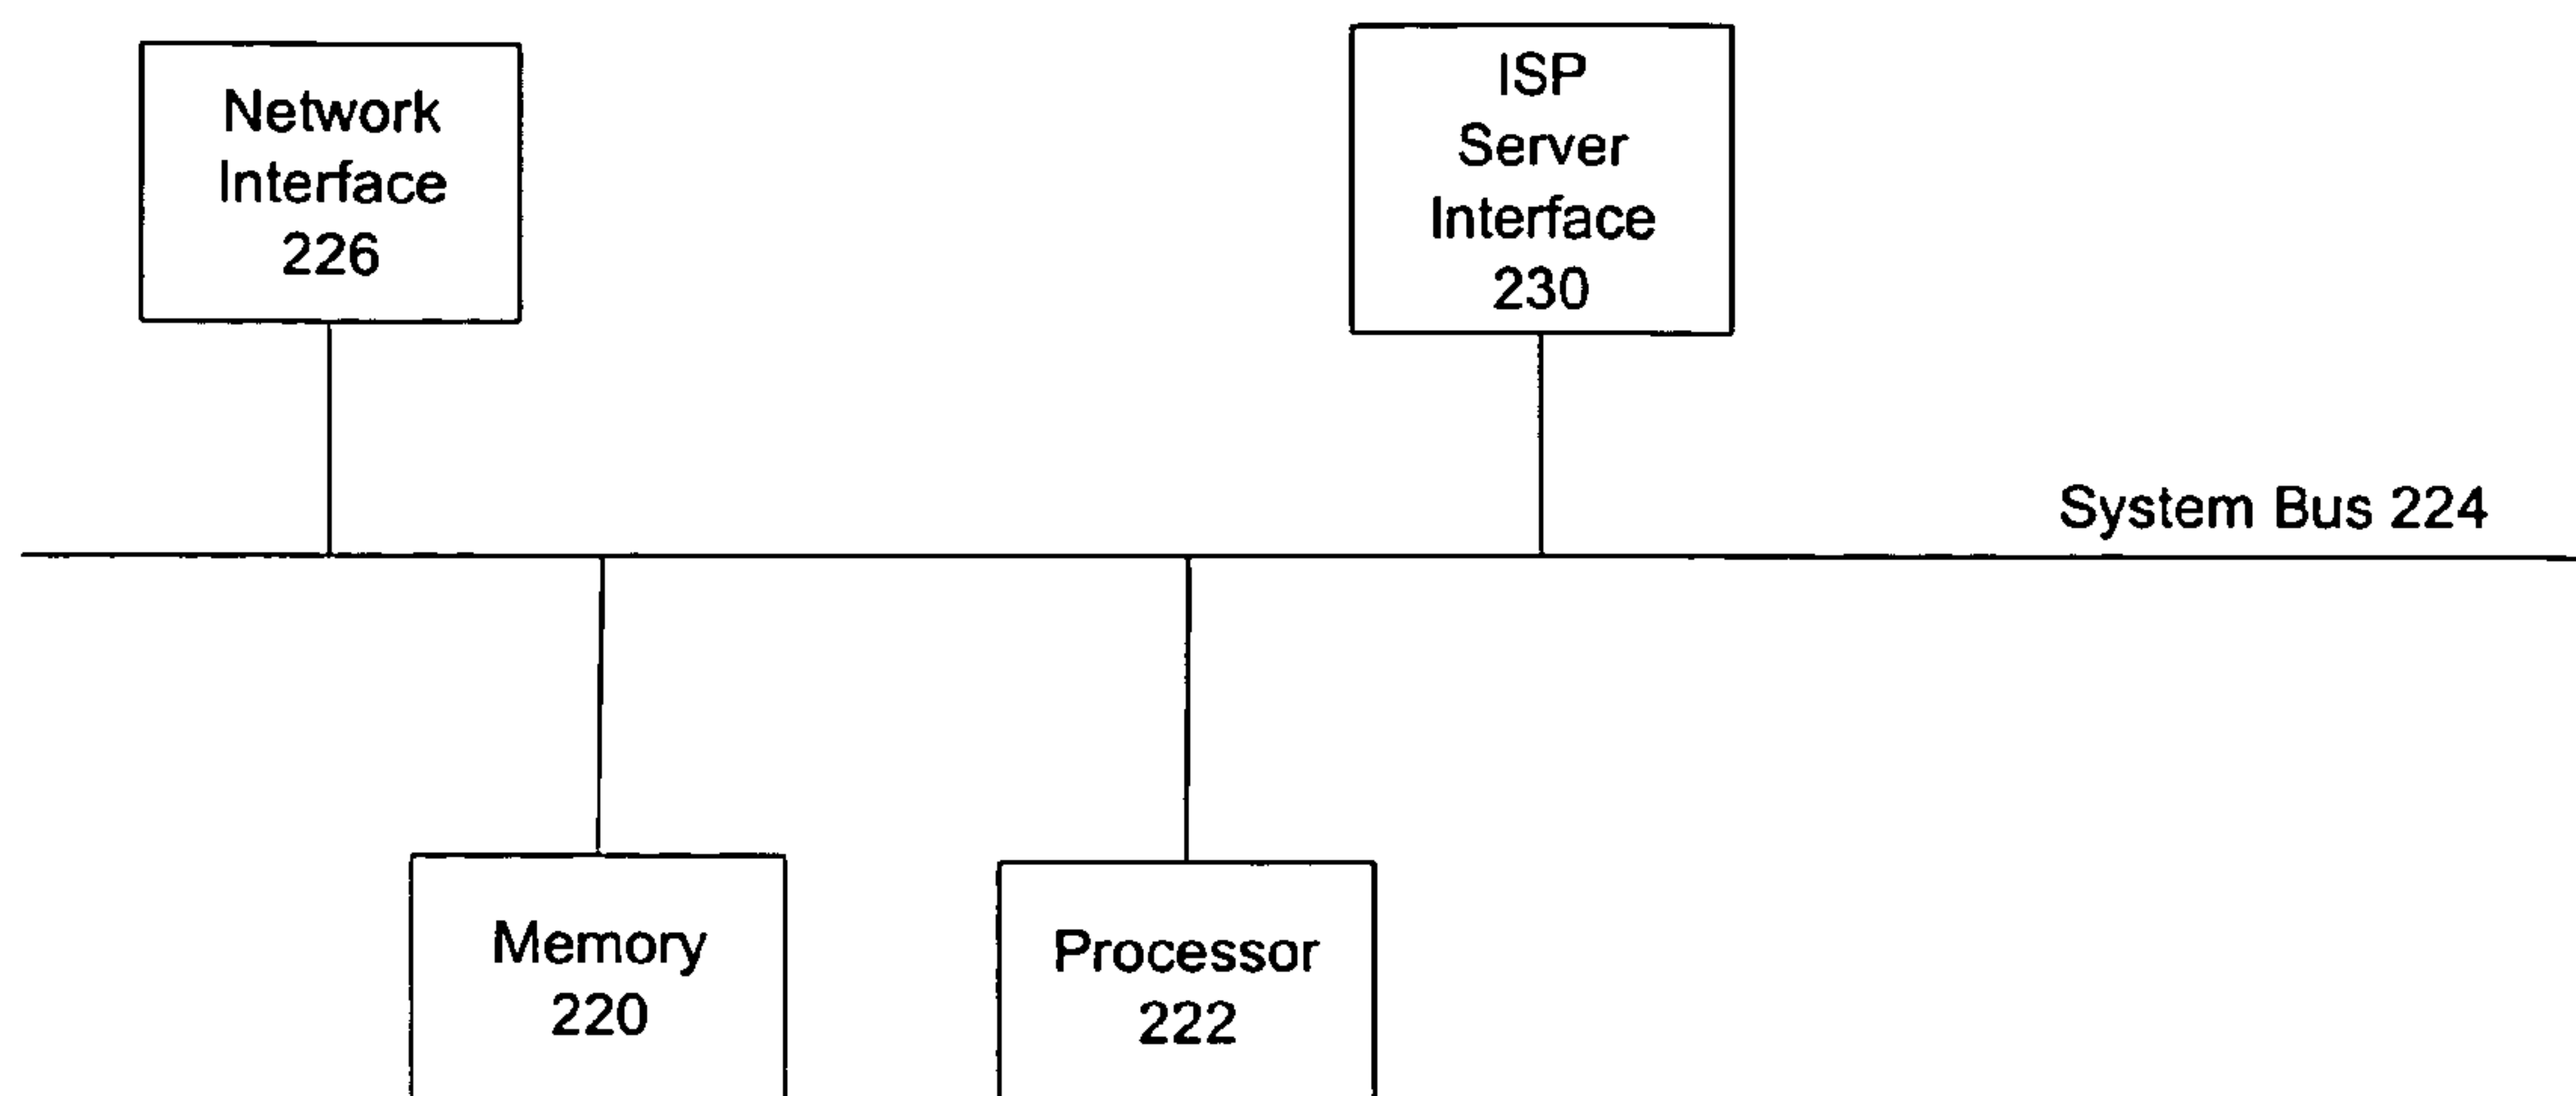 Network
Interface
226
ISP
Server
Interface
230
System Bus 224
Memory
220
Processor
222